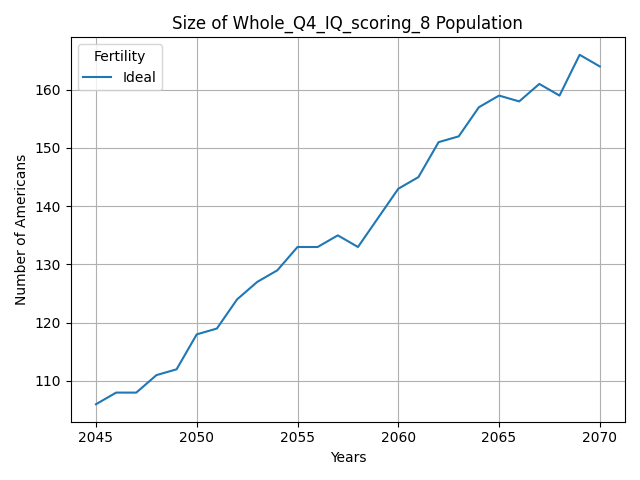 Size of Whole_Q4_IQ_scoring_8 Population
Fertility
Ideal
Number of Americans
160
150
140
130
120
110
2045 2050 2055 2060 2065 2070
Years